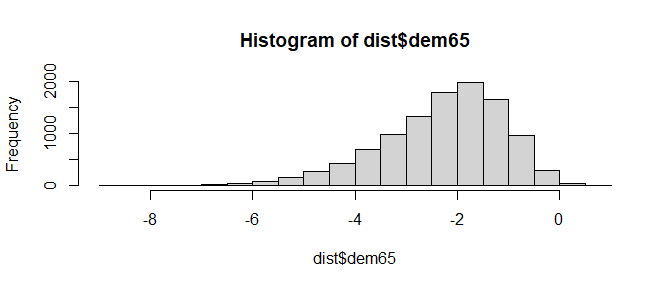 Histogram of dist$dem65
Frequency
2000
1000
0
-8 -6 -4 -2 0
dist$dem65